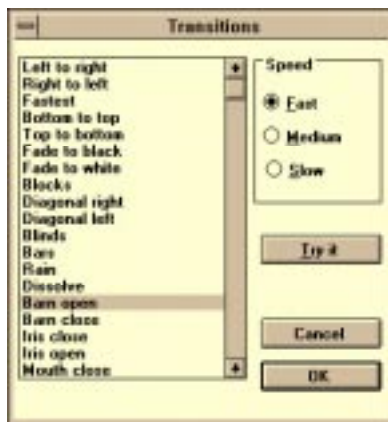 Transitions
Left to right
Right to left
Fastest
Bottom to top
Top to bottom
Fade to black
Fade to white
Blocks
Diagonal right
Diagonal left
Blinds
Bars
Rain
Dissolve
Barn open
Barn close
Iris close
Iris open
Mouth close
Speed
Fast
Medium
Slow
Try it
Cancel
OK